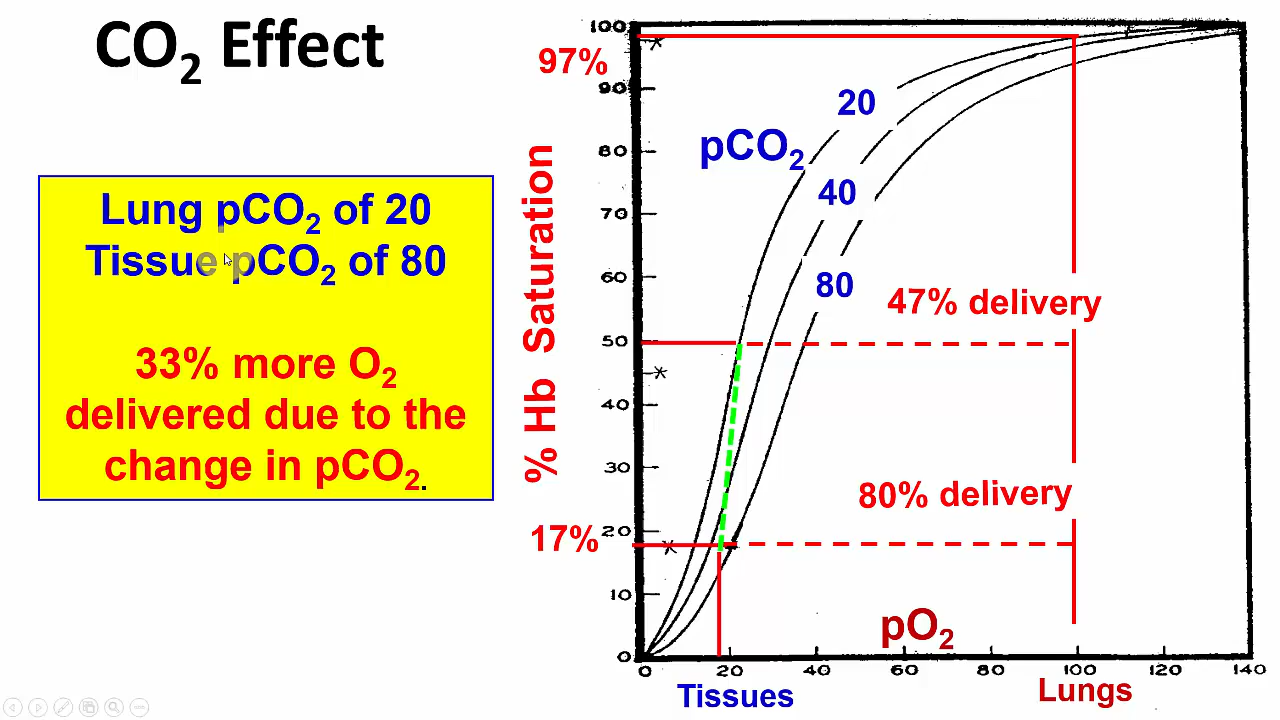 CO₂ Effect
Lung pCO₂ of 20
Tissue pCO₂ of 80
33% more O₂
delivered due to the
change in pCO₂.
% Hb Saturation
97%
17%
100
90
80
70
60
50
40
30
20
10
0
pCO₂
20
40
80
47% delivery
80% delivery
pO₂
0 20 40 60 80 100 120 140
Tissues
Lungs